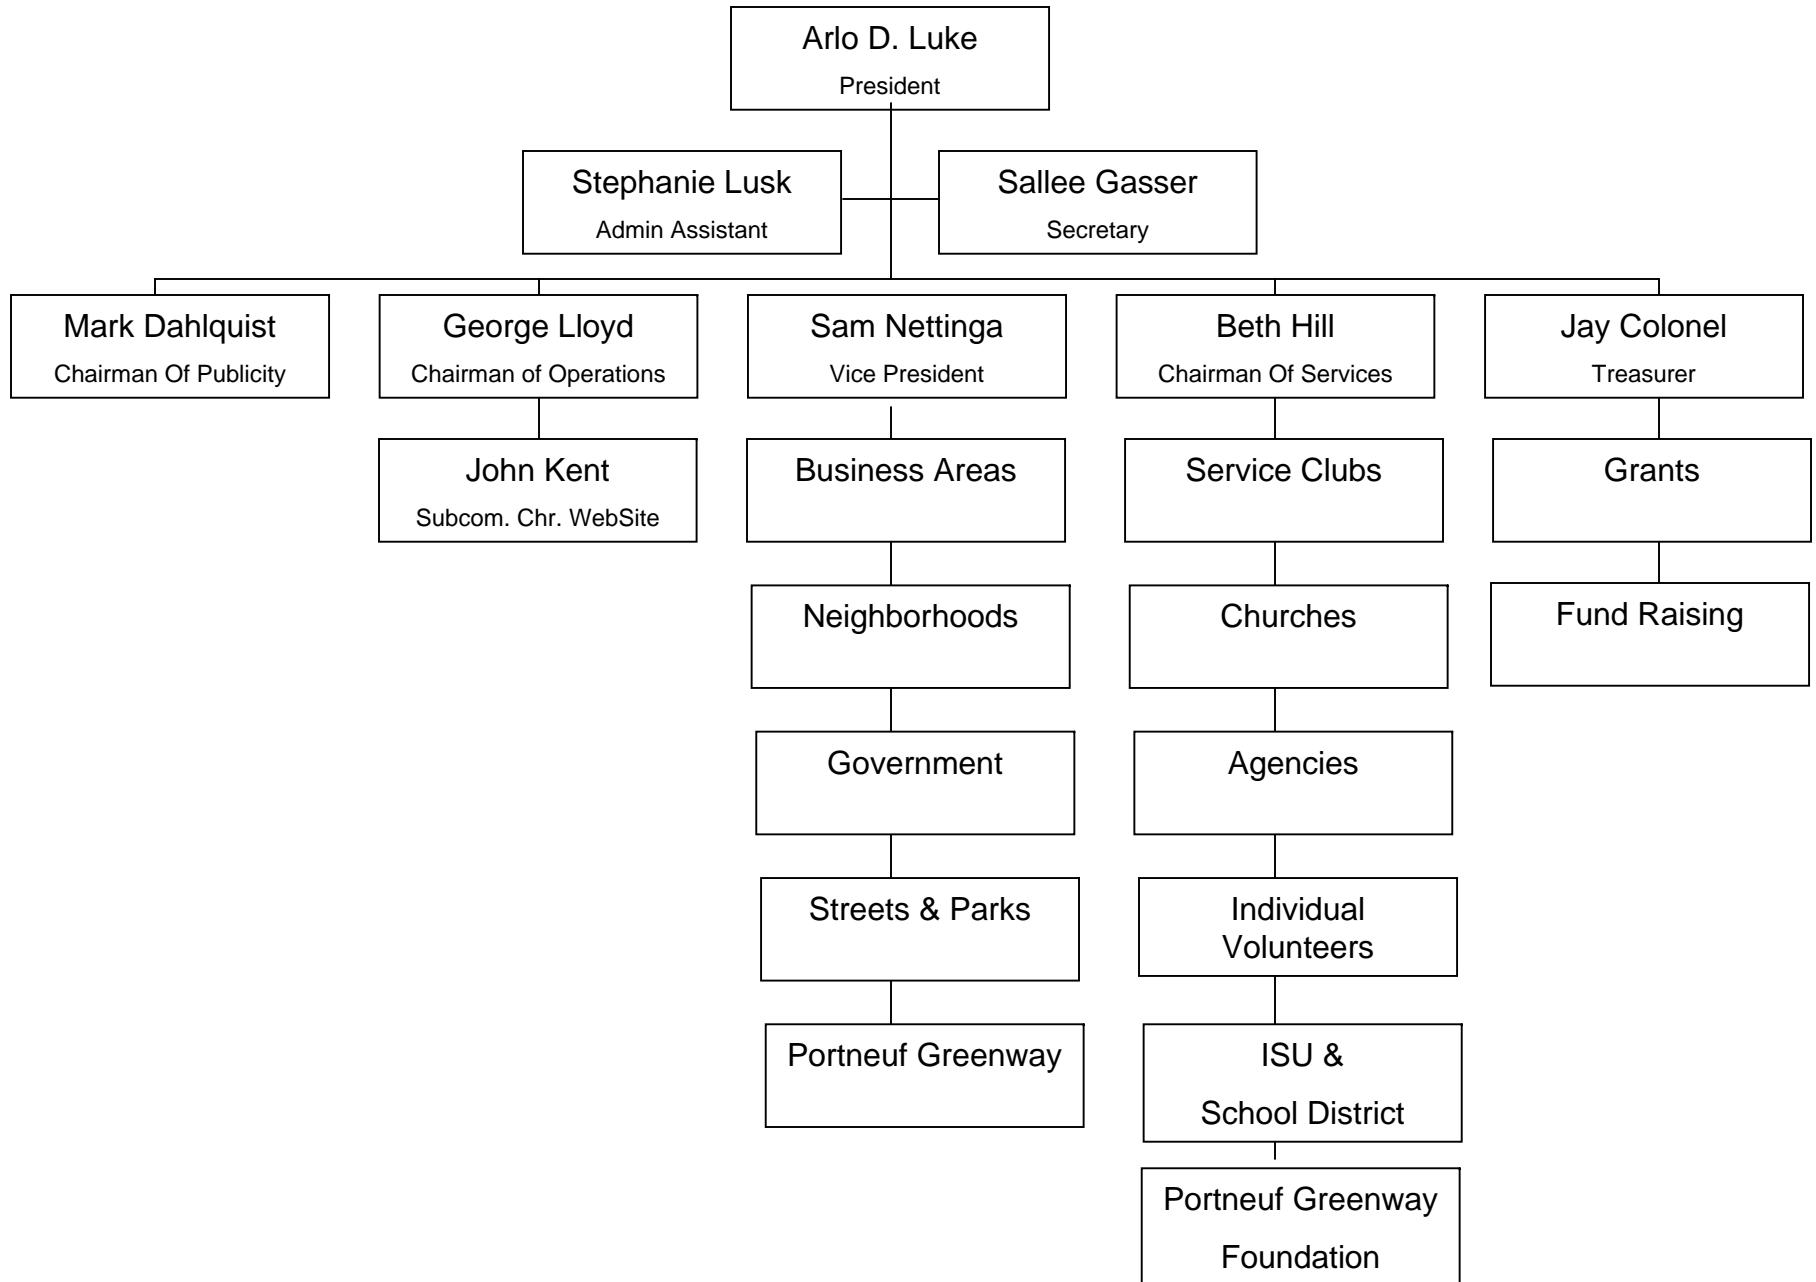 Arlo D. Luke
President
Stephanie Lusk
Admin Assistant
Sallee Gasser
Secretary
Mark Dahlquist
Chairman Of Publicity
George Lloyd
Chairman of Operations
Sam Nettinga
Vice President
Beth Hill
Chairman Of Services
Jay Colonel
Treasurer
John Kent
Subcom. Chr. WebSite
Business Areas
Service Clubs
Grants
Neighborhoods
Churches
Fund Raising
Government
Agencies
Streets & Parks
Individual
Volunteers
Portneuf Greenway
ISU &
School District
Portneuf Greenway
Foundation